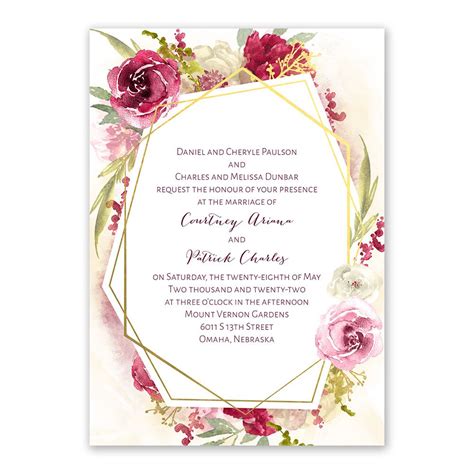 Daniel and Cheryle Paulson
and
Charles and Melissa Dunbar
request the honour of your presence
at the marriage of
Courtney Ariana
and
Patrick Charles
on Saturday, the twenty-eighth of May
Two thousand and twenty-two
at three o'clock in the afternoon
Mount Vernon Gardens
6011 S 13th Street
Omaha, Nebraska